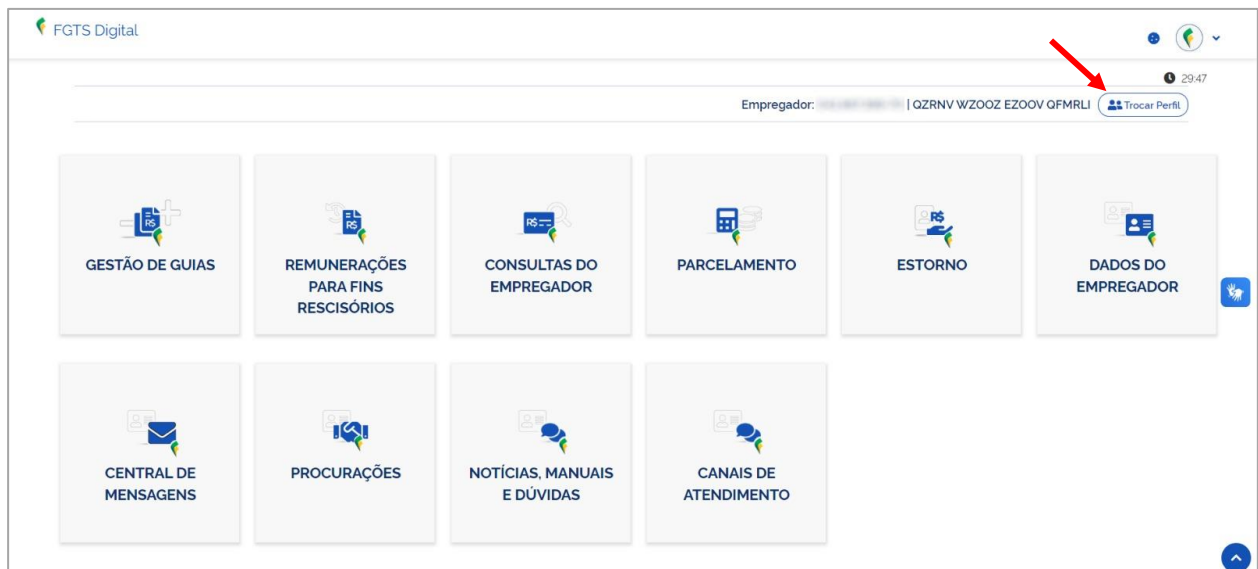 FGTS Digital
29:47
Empregador: | QZRNV WZOOZ EZOOV QFMRLI Trocar Perfil
GESTÃO DE GUIAS
REMUNERAÇÕES
PARA FINS
RESCISÓRIOS
CONSULTAS DO
EMPREGADOR
PARCELAMENTO
ESTORNO
DADOS DO
EMPREGADOR
CENTRAL DE
MENSAGENS
PROCURAÇÕES
NOTÍCIAS, MANUAIS
E DÚVIDAS
CANAIS DE
ATENDIMENTO